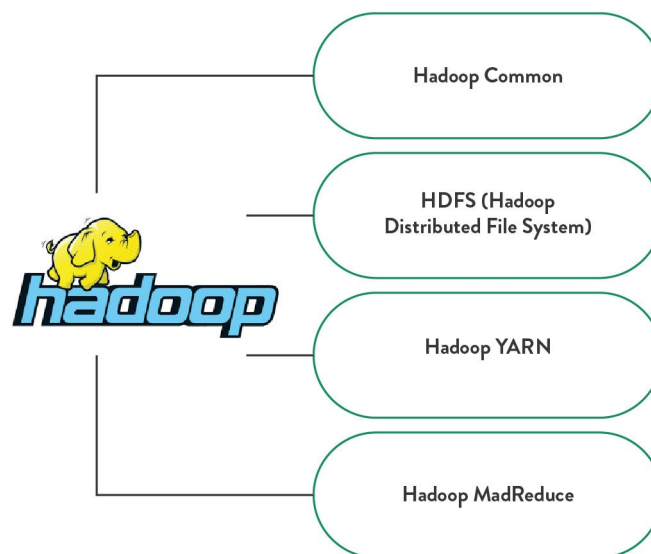 Hadoop Common
HDFS (Hadoop
Distributed File System)
hadoop
Hadoop YARN
Hadoop MadReduce